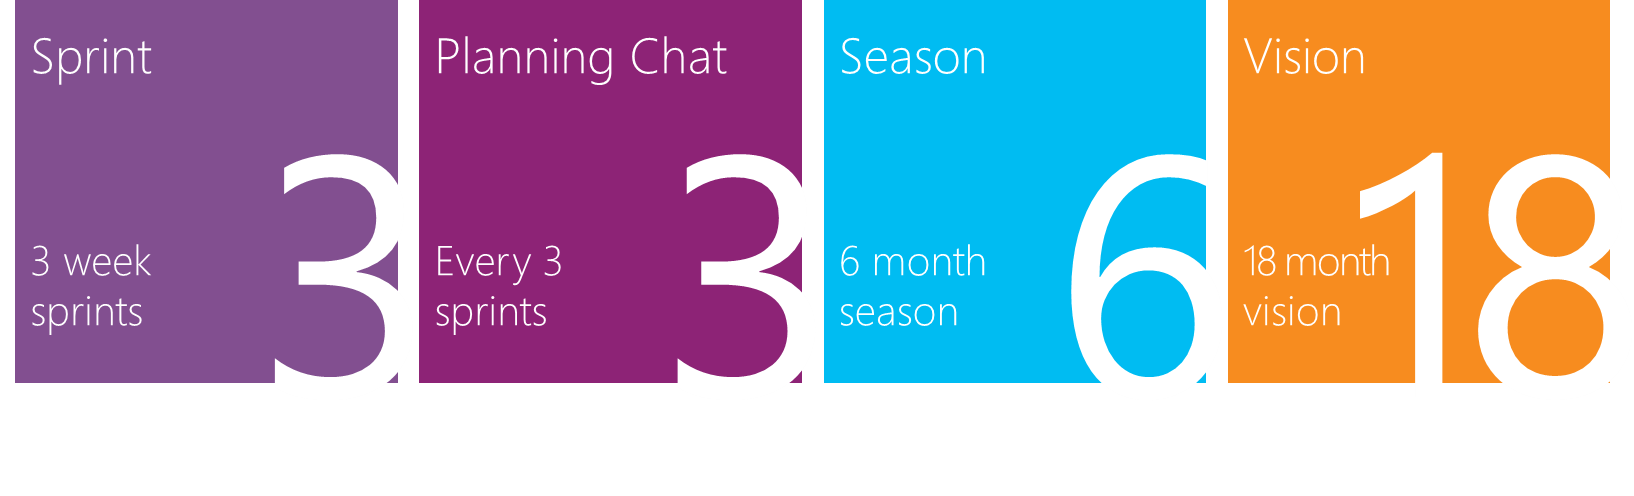 Sprint
3
3 week
sprints
Planning Chat
3
Every 3
sprints
Season
6
6 month
season
Vision
18
18 month
vision